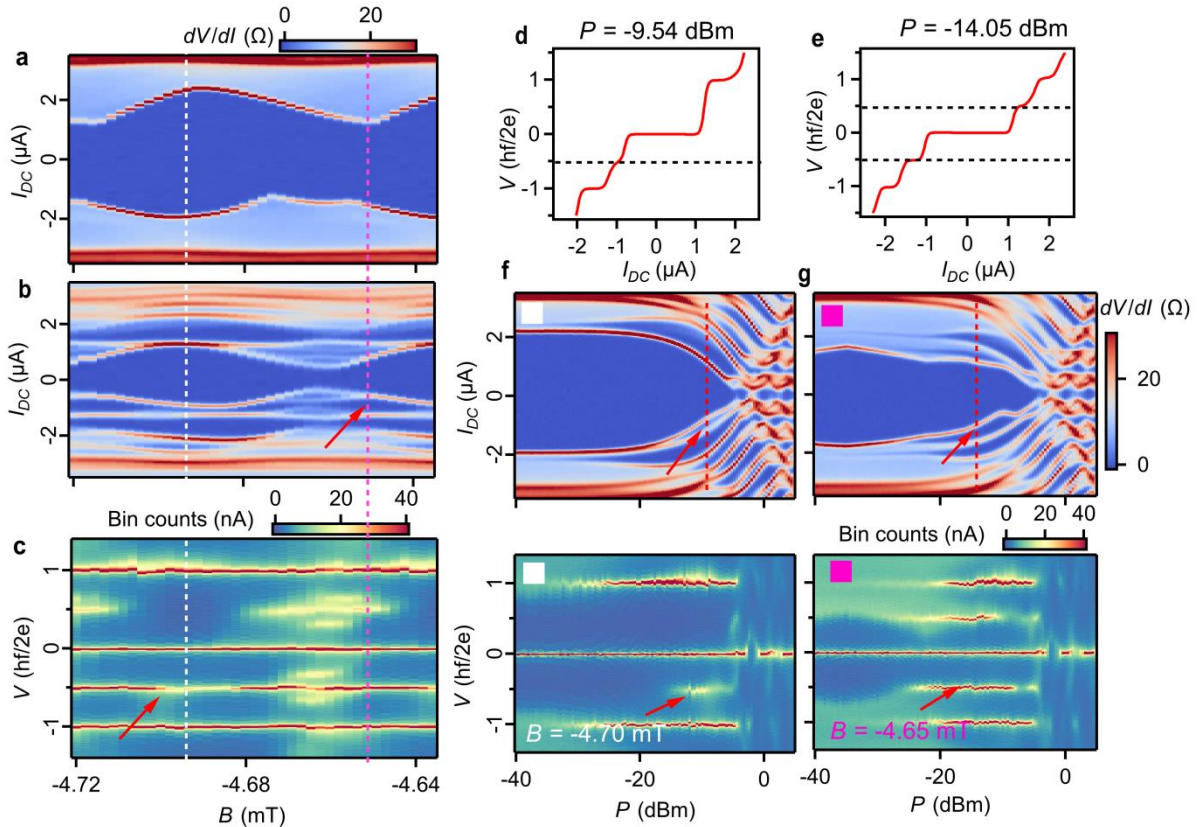 0 20
dV/dI (Ω)
a
2
0
-2
I_DC (µA)
b
2
0
-2
I_DC (µA)
0 20 40
Bin counts (nA)
c
1
0
-1
V (hf/2e)
-4.72 -4.68 -4.64
B (mT)
d
P = -9.54 dBm
1
0
-1
V (hf/2e)
-2 -1 0 1 2
I_DC (µA)
e
P = -14.05 dBm
1
0
-1
V (hf/2e)
-2 -1 0 1 2
I_DC (µA)
f
2
0
-2
I_DC (µA)
g
dV/dI (Ω)
20
0
Bin counts (nA)
0 20 40
1
0
-1
V (hf/2e)
B = -4.70 mT
-40 -20 0
P (dBm)
1
0
-1
B = -4.65 mT
-40 -20 0
P (dBm)